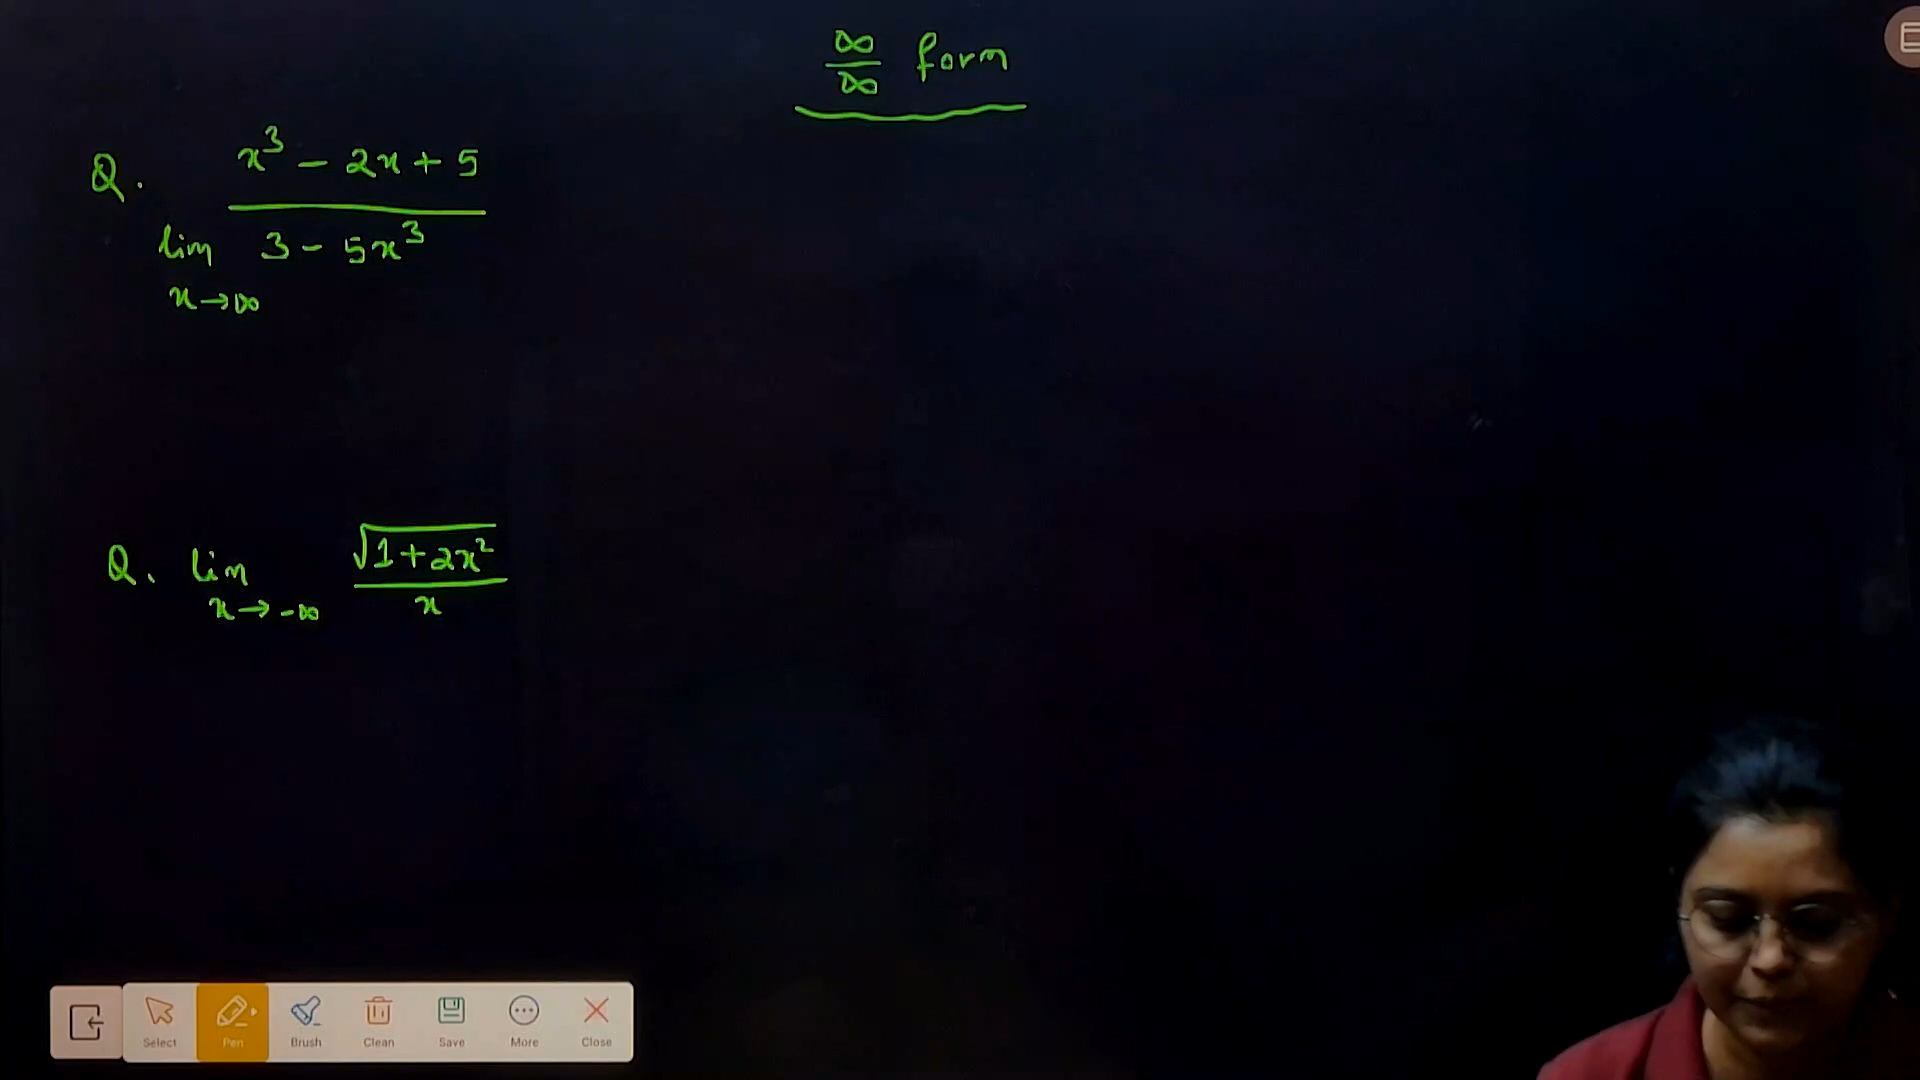 ∞/∞ form
Q. x³ - 2x + 5
lim 3 - 5x³
x→∞
Q. lim √1+2x²
x→-∞ x
Select Pen Brush Clean Save More Close